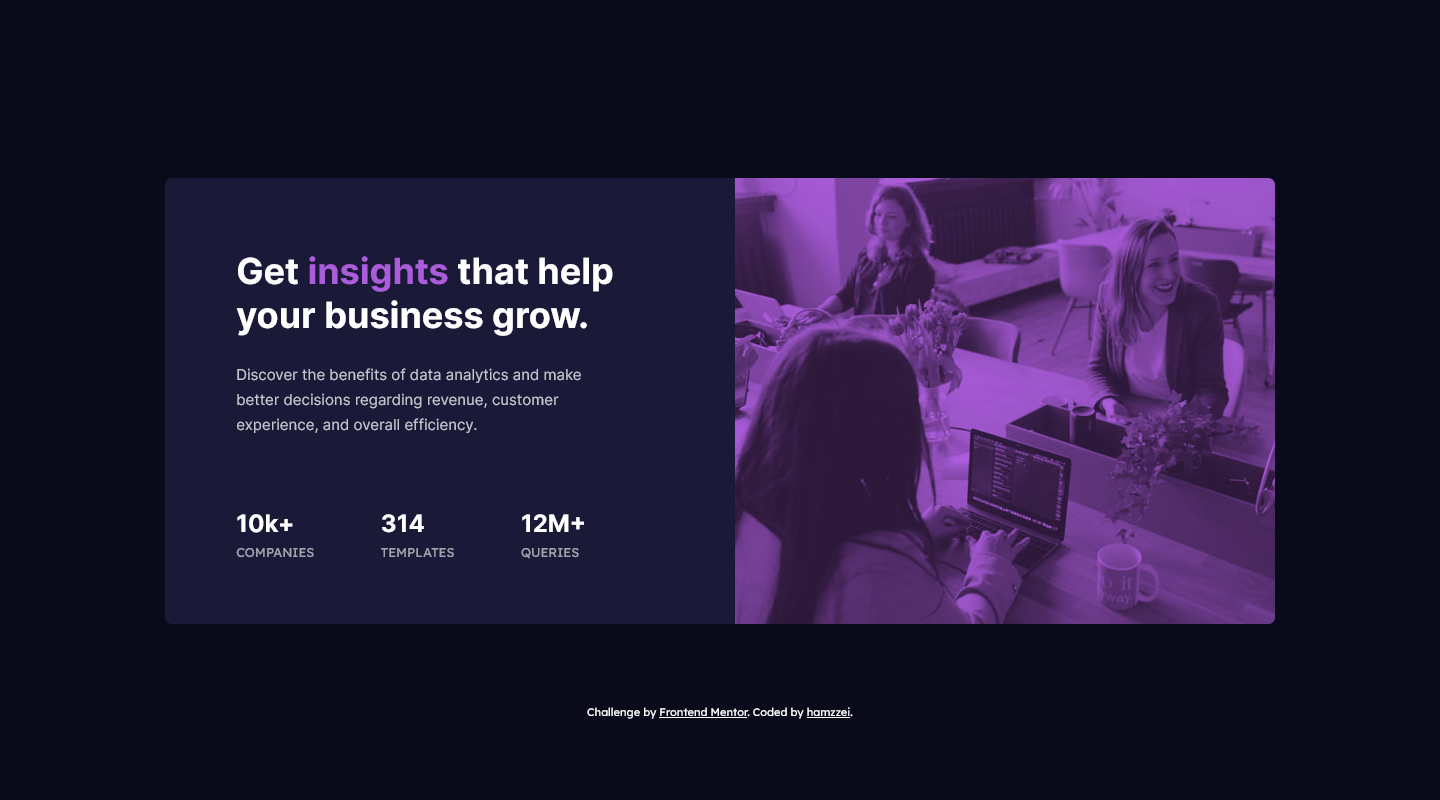 Get insights that help
your business grow.
Discover the benefits of data analytics and make
better decisions regarding revenue, customer
experience, and overall efficiency.
10k+ 314 12M+
COMPANIES TEMPLATES QUERIES
Challenge by Frontend Mentor. Coded by hamzzei.